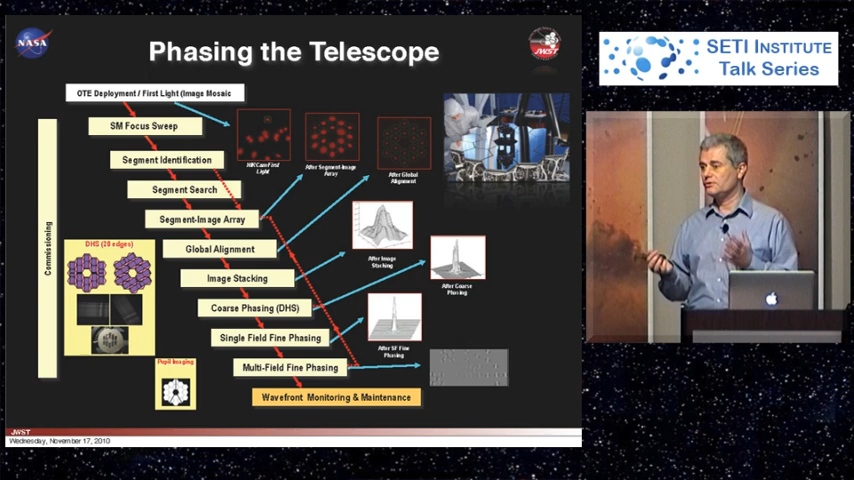 NASA
Phasing the Telescope
JWST
SETI INSTITUTE
Talk Series
OTE Deployment / First Light (Image Mosaic
SM Focus Sweep
Segment Identification
Segment Search
Segment-Image Array
Global Alignment
Image Stacking
Coarse Phasing (DHS)
Single Field Fine Phasing
Multi-Field Fine Phasing
Wavefront Monitoring & Maintenance
Commissioning
DHS (20 edges)
Pupil Imaging
NIRCam First
Light
After Segment-Image
Array
After Global
Alignment
After Image
Stacking
After Coarse
Phasing
After SF Fine
Phasing
JWST
Wednesday, November 17, 2010